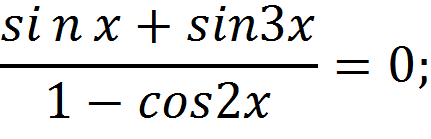 sin x + sin3x
1 − cos2x
= 0;